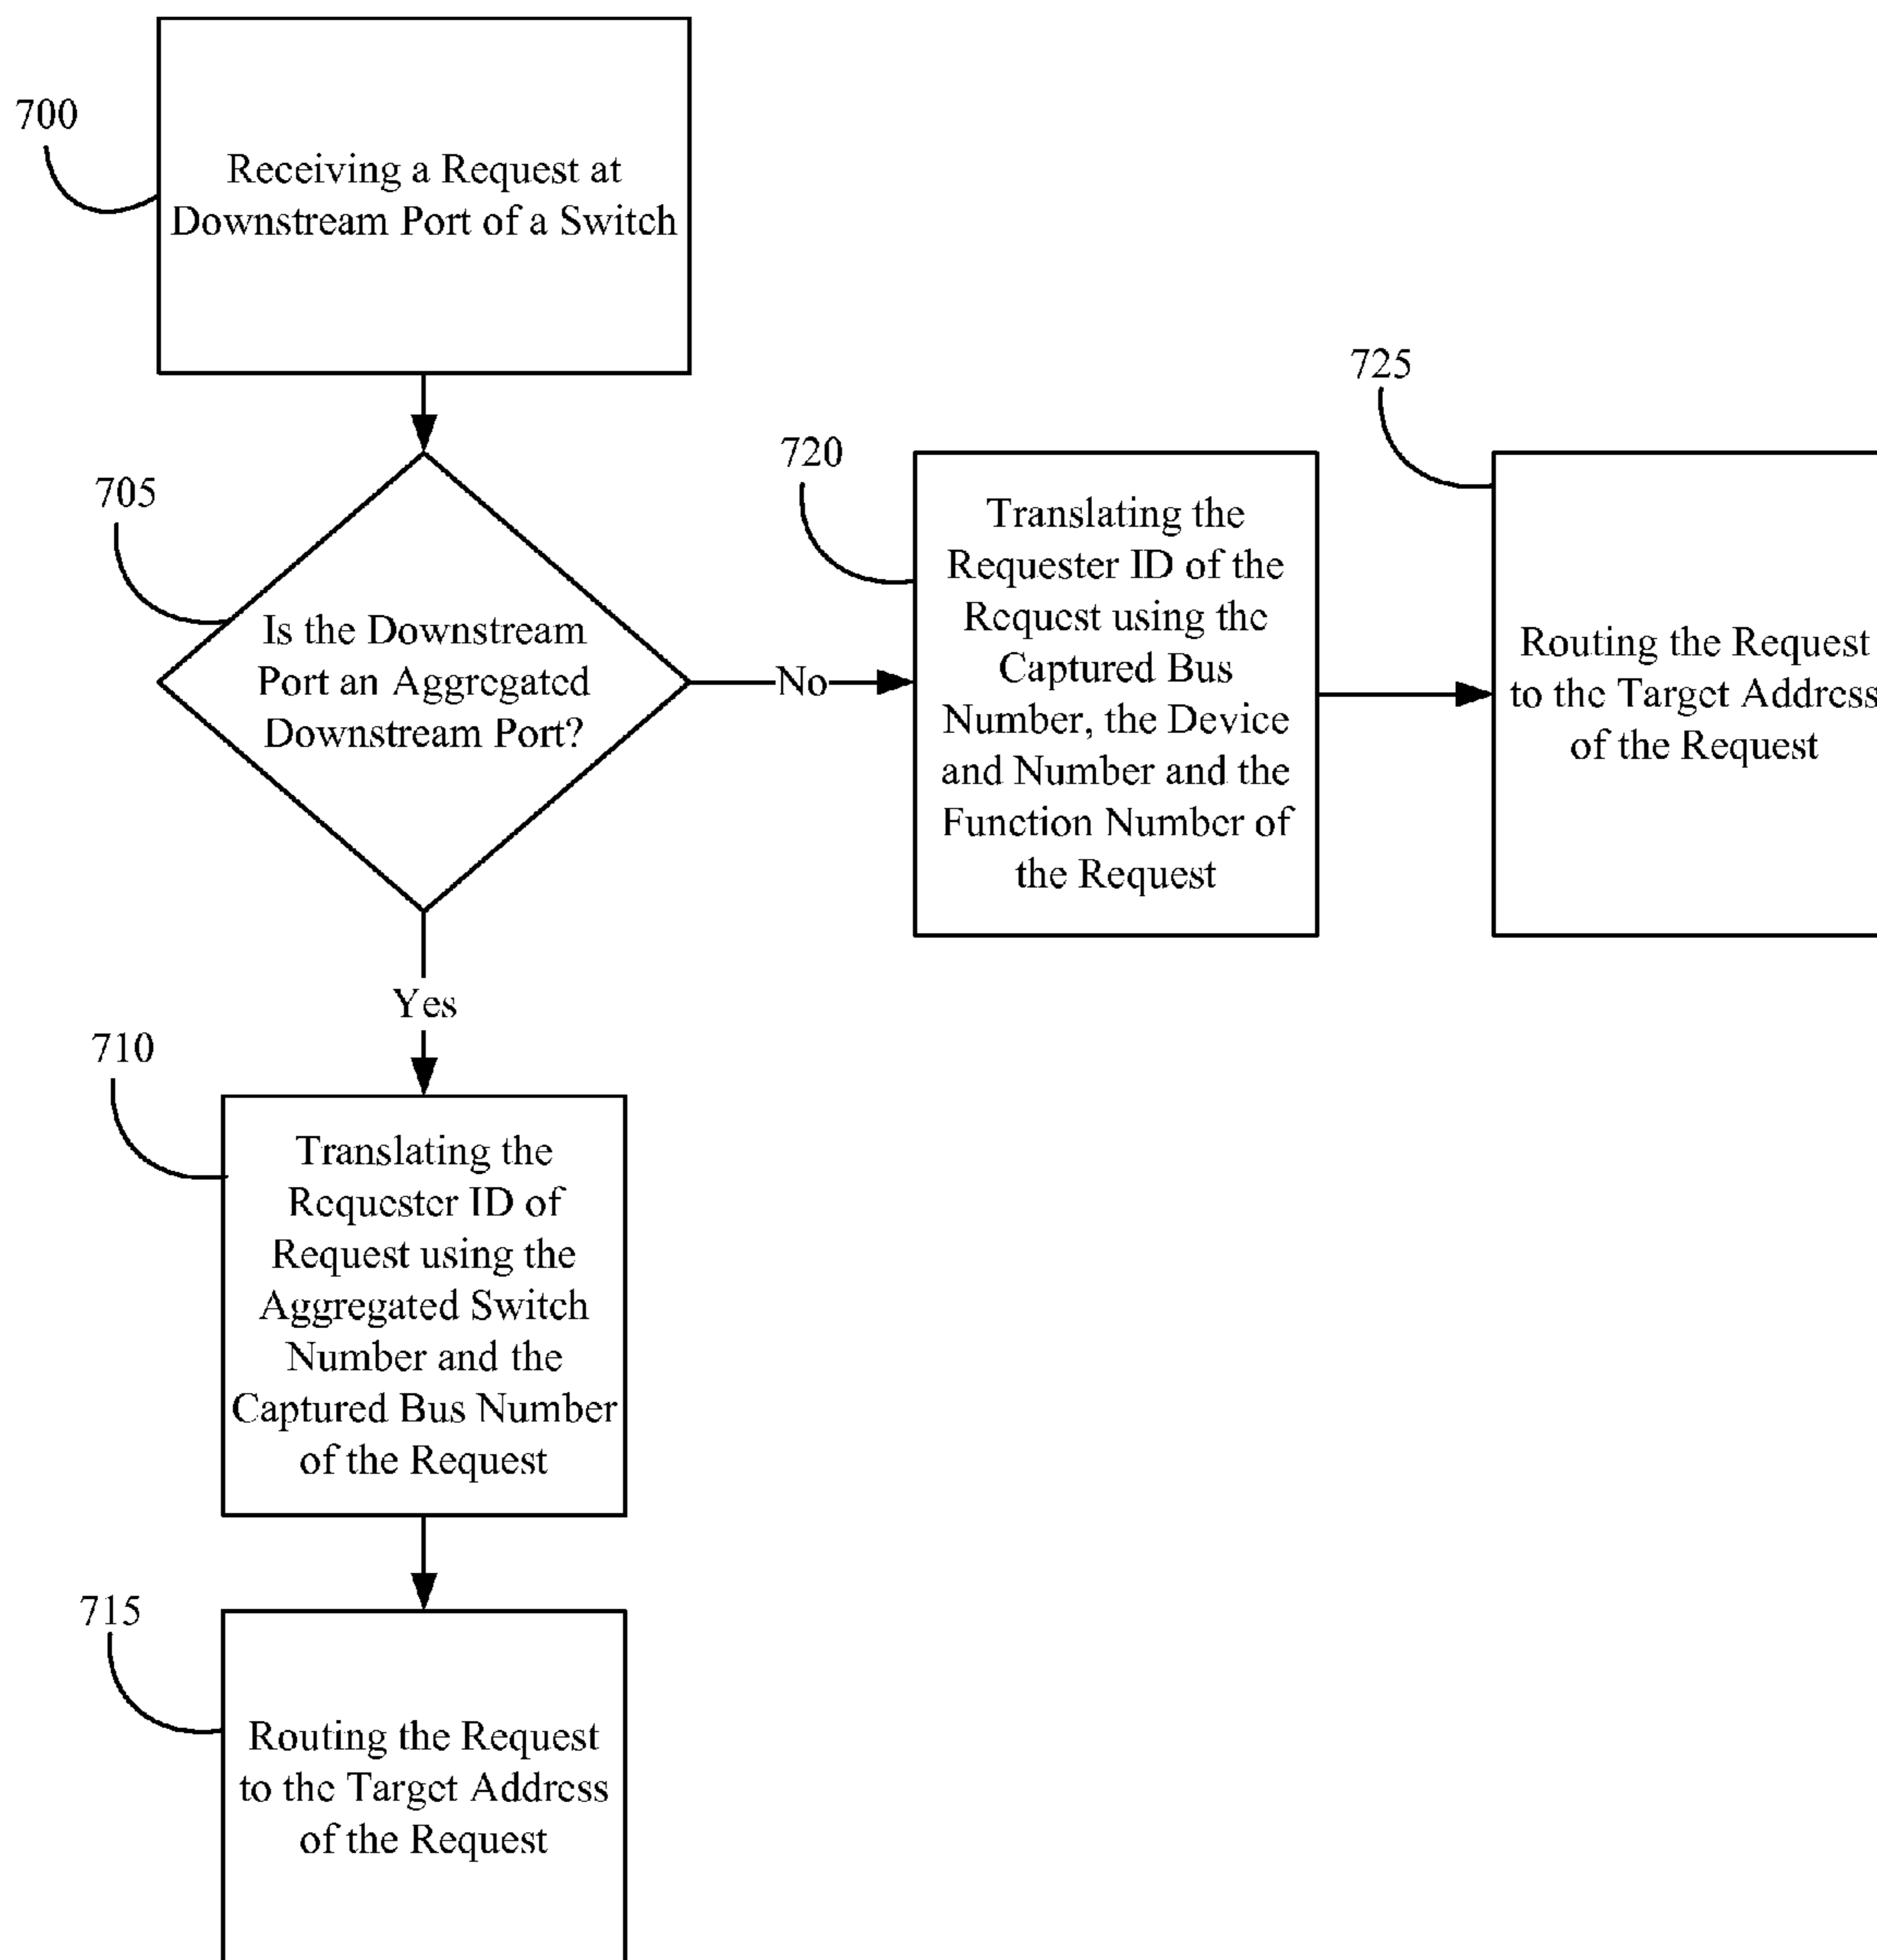 700
Receiving a Request at
Downstream Port of a Switch
705
Is the Downstream
Port an Aggregated
Downstream Port?
No
720
Translating the
Requester ID of the
Request using the
Captured Bus
Number, the Device
and Number and the
Function Number of
the Request
725
Routing the Request
to the Target Address
of the Request
Yes
710
Translating the
Requester ID of
Request using the
Aggregated Switch
Number and the
Captured Bus Number
of the Request
715
Routing the Request
to the Target Address
of the Request